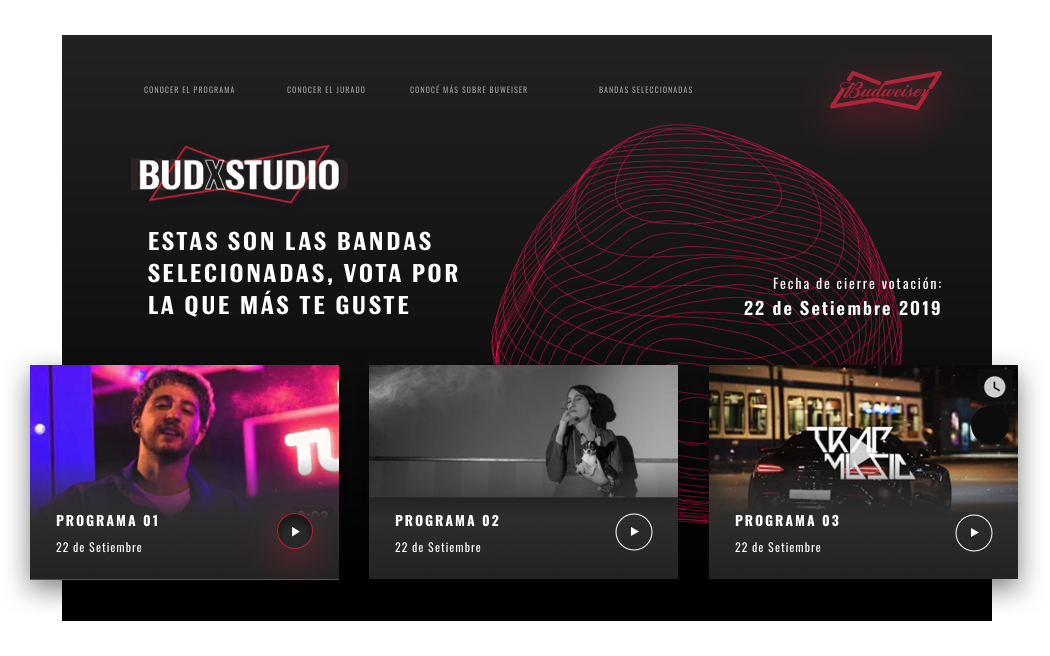 CONOCER EL PROGRAMA
CONOCER EL JURADO
CONOCÉ MÁS SOBRE BUWEISER
BANDAS SELECCIONADAS
Budweiser
BUDXSTUDIO
ESTAS SON LAS BANDAS
SELECIONADAS, VOTA POR
LA QUE MÁS TE GUSTE
Fecha de cierre votación:
22 de Setiembre 2019
TU
TRAP
MUSIC
PROGRAMA 01
22 de Setiembre
PROGRAMA 02
22 de Setiembre
PROGRAMA 03
22 de Setiembre